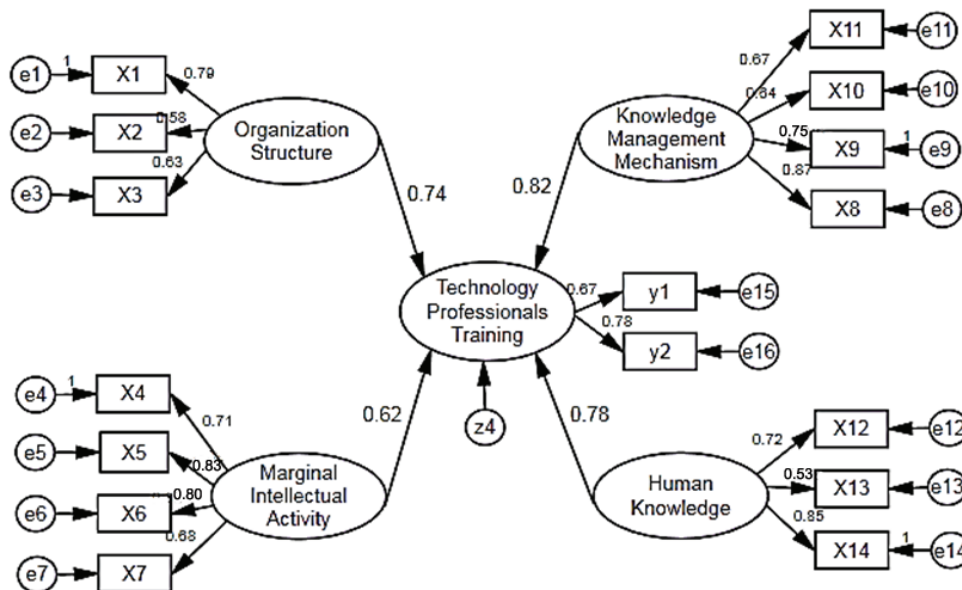 e1
1
X1
0.79
e2
X2
0.58
e3
X3
0.63
Organization
Structure
0.74
X11
e11
0.67
X10
e10
0.84
X9
1
e9
0.75
X8
e8
0.87
Knowledge
Management
Mechanism
0.82
Technology
Professionals
Training
0.67
y1
e15
0.78
y2
e16
z4
e4
1
X4
0.71
e5
X5
0.83
e6
X6
0.80
e7
X7
0.68
Marginal
Intellectual
Activity
0.62
0.78
Human
Knowledge
0.72
X12
e12
0.53
X13
e13
0.85
X14
1
e14